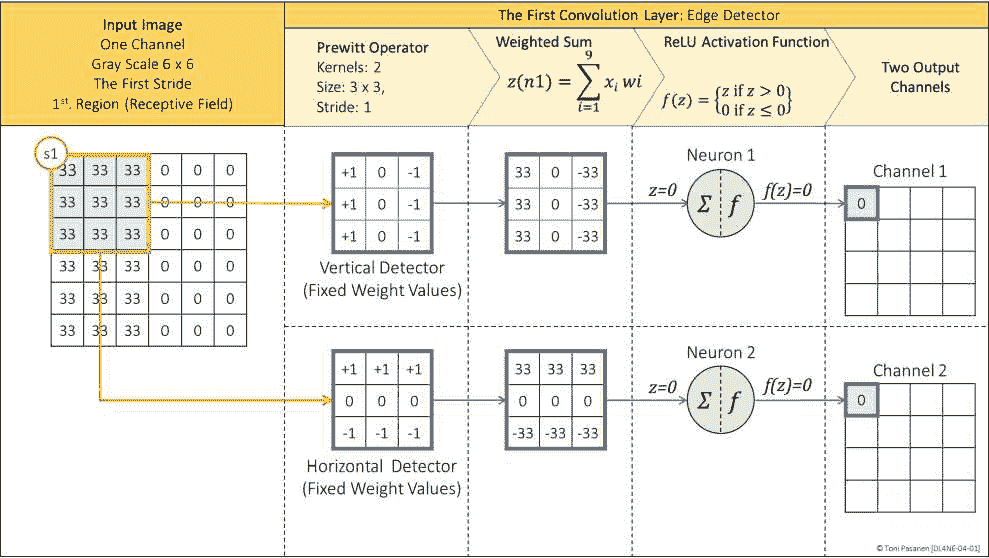 Input Image
One Channel
Gray Scale 6 x 6
The First Stride
1st. Region (Receptive Field)
The First Convolution Layer: Edge Detector
Prewitt Operator
Kernels: 2
Size: 3 x 3,
Stride: 1
Weighted Sum
z(n1) = ∑ i=1 9 xi wi
ReLU Activation Function
f(z) = {z if z > 0
0 if z ≤ 0}
Two Output
Channels
s1
33 33 33 0 0 0
33 33 33 0 0 0
33 33 33 0 0 0
33 33 33 0 0 0
33 33 33 0 0 0
33 33 33 0 0 0
+1 0 -1
+1 0 -1
+1 0 -1
Vertical Detector
(Fixed Weight Values)
33 0 -33
33 0 -33
33 0 -33
z=0
Neuron 1
Σ f
f(z)=0
Channel 1
0
+1 +1 +1
0 0 0
-1 -1 -1
Horizontal Detector
(Fixed Weight Values)
33 33 33
0 0 0
-33 -33 -33
z=0
Neuron 2
Σ f
f(z)=0
Channel 2
0
© Toni Pasanen [DL4NE-04-01]